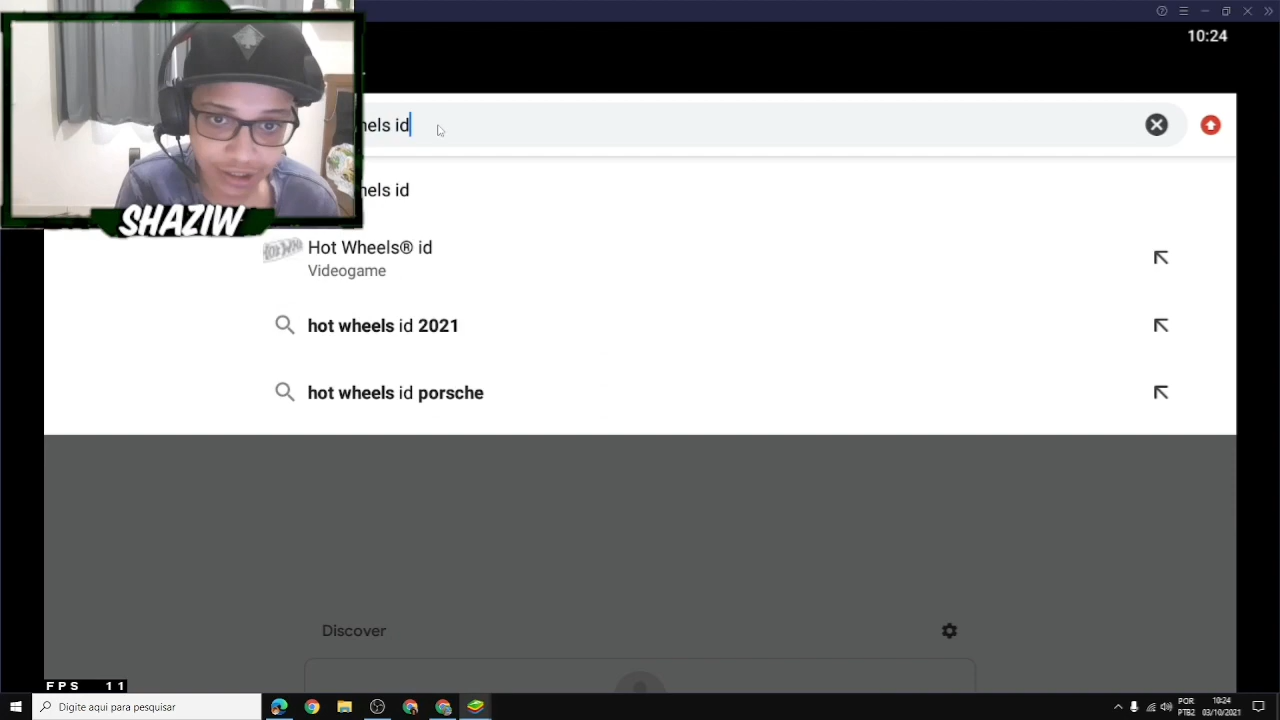 10:24
hels id
SHAZIW
hels id
Hot Wheels® id
Videogame
hot wheels id 2021
hot wheels id porsche
Discover
FPS 11
Digite aqui para pesquisar
POR
PTB2
10:24
03/10/2021